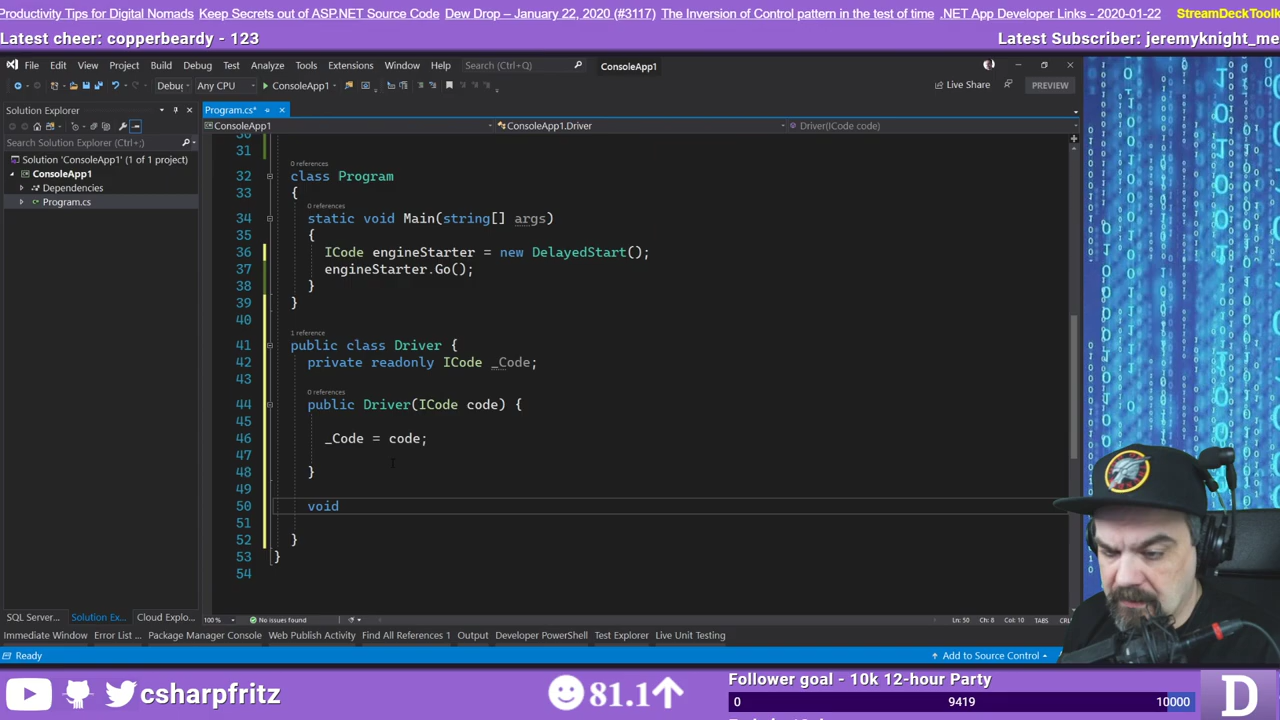 Productivity Tips for Digital Nomads Keep Secrets out of ASP.NET Source Code Dew Drop – January 22, 2020 (#3117) The Inversion of Control pattern in the test of time .NET App Developer Links - 2020-01-22 StreamDeckToolk
Latest cheer: copperbeardy - 123
Latest Subscriber: jeremyknight_me
File Edit View Project Build Debug Test Analyze Tools Extensions Window Help Search (Ctrl+Q) ConsoleApp1
Debu Any CPU ConsoleApp1 Live Share PREVIEW
Solution Explorer
Search Solution Explorer (Ctrl+;)
Solution 'ConsoleApp1' (1 of 1 project)
ConsoleApp1
Dependencies
Program.cs
SQL Server... Solution Ex... Cloud Explo...
Program.cs*
ConsoleApp1 ConsoleApp1.Driver Driver(ICode code)
30
31
0 references
32 class Program
33 {
0 references
34 static void Main(string[] args)
35 {
36 ICode engineStarter = new DelayedStart();
37 engineStarter.Go();
38 }
39 }
40
1 reference
41 public class Driver {
42 private readonly ICode _Code;
43
0 references
44 public Driver(ICode code) {
45
46 _Code = code;
47
48 }
49
50 void
51
52 }
53 }
54
100 % No issues found Ln: 50 Ch: 8 Col: 10 TABS CRL
Immediate Window Error List ... Package Manager Console Web Publish Activity Find All References 1 Output Developer PowerShell Test Explorer Live Unit Testing
Ready Add to Source Control
csharpfritz
81.1
Follower goal - 10k 12-hour Party
0 9419 10000
D